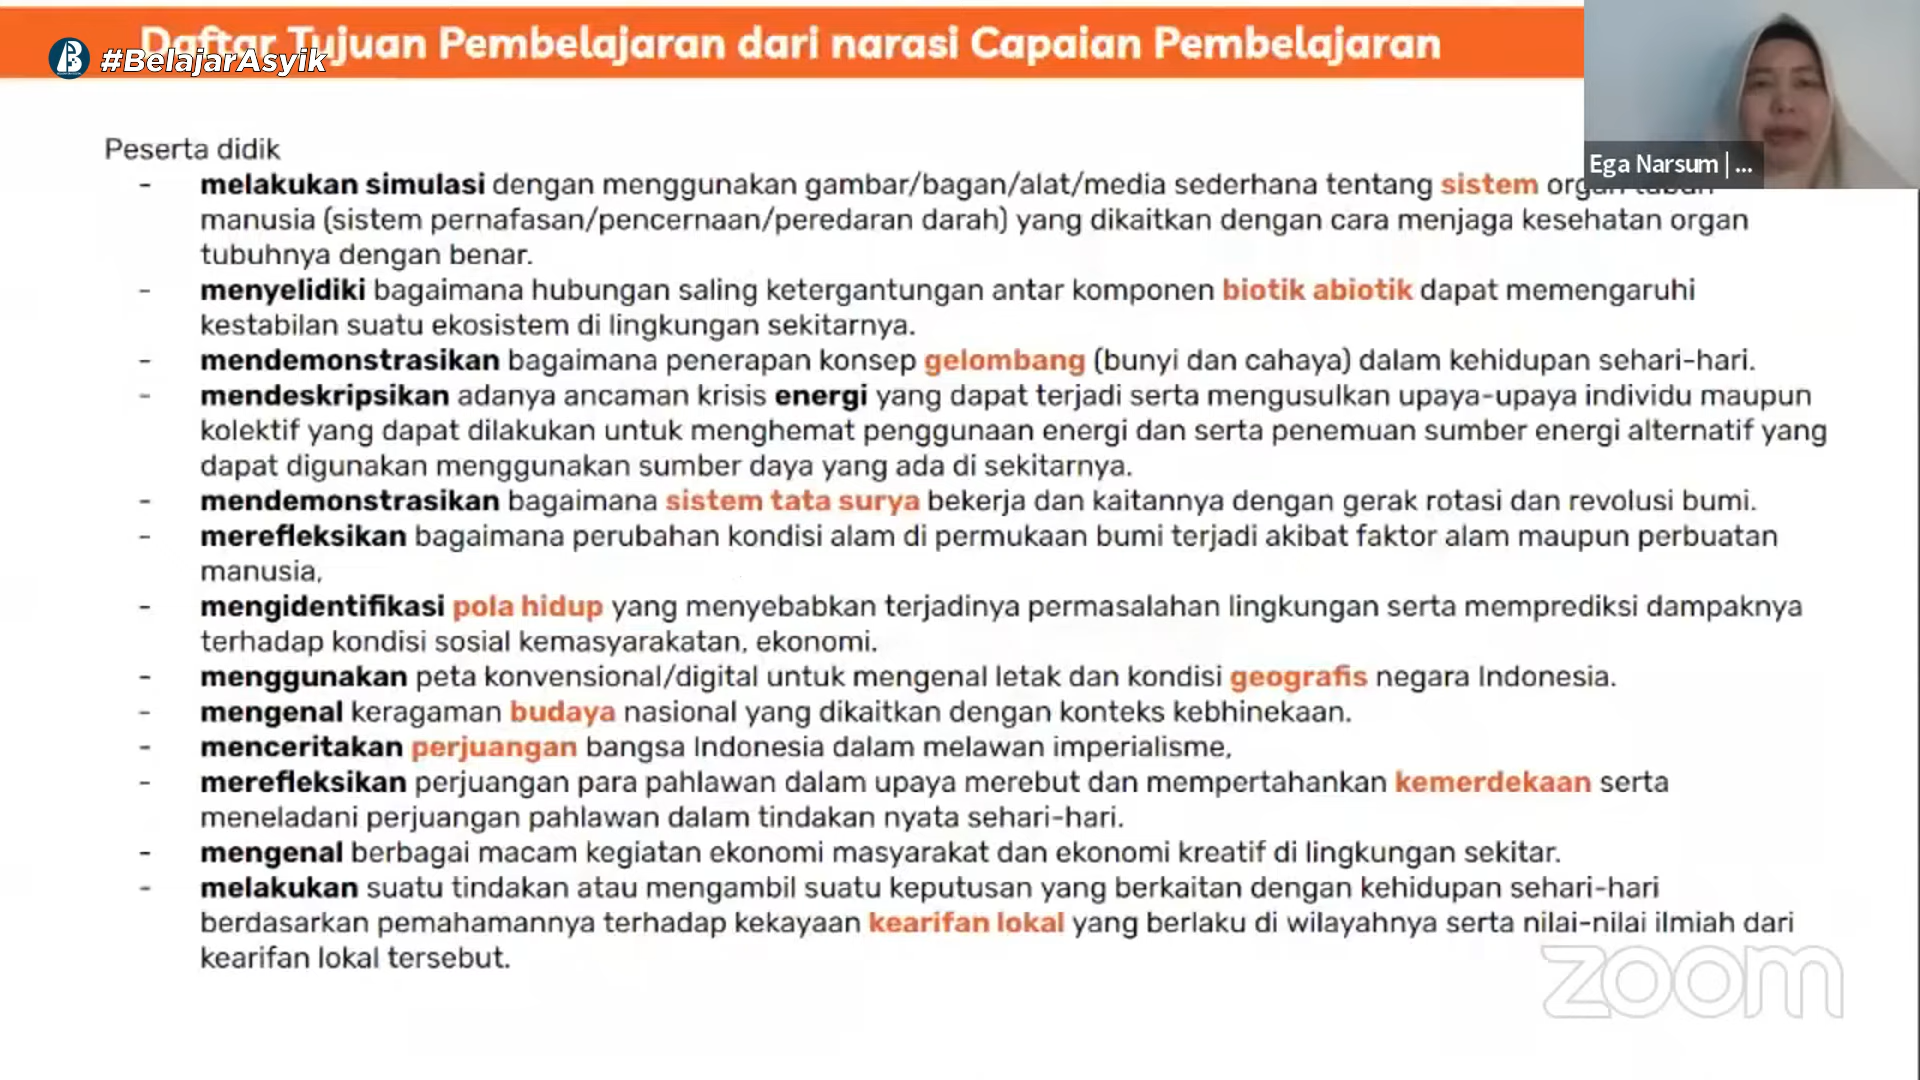 Daftar Tujuan Pembelajaran dari narasi Capaian Pembelajaran
#BelajarAsyik
Ega Narsum | ...
Peserta didik
- melakukan simulasi dengan menggunakan gambar/bagan/alat/media sederhana tentang sistem organ tubuh
manusia (sistem pernafasan/pencernaan/peredaran darah) yang dikaitkan dengan cara menjaga kesehatan organ
tubuhnya dengan benar.
- menyelidiki bagaimana hubungan saling ketergantungan antar komponen biotik abiotik dapat memengaruhi
kestabilan suatu ekosistem di lingkungan sekitarnya.
- mendemonstrasikan bagaimana penerapan konsep gelombang (bunyi dan cahaya) dalam kehidupan sehari-hari.
- mendeskripsikan adanya ancaman krisis energi yang dapat terjadi serta mengusulkan upaya-upaya individu maupun
kolektif yang dapat dilakukan untuk menghemat penggunaan energi dan serta penemuan sumber energi alternatif yang
dapat digunakan menggunakan sumber daya yang ada di sekitarnya.
- mendemonstrasikan bagaimana sistem tata surya bekerja dan kaitannya dengan gerak rotasi dan revolusi bumi.
- merefleksikan bagaimana perubahan kondisi alam di permukaan bumi terjadi akibat faktor alam maupun perbuatan
manusia,
- mengidentifikasi pola hidup yang menyebabkan terjadinya permasalahan lingkungan serta memprediksi dampaknya
terhadap kondisi sosial kemasyarakatan, ekonomi.
- menggunakan peta konvensional/digital untuk mengenal letak dan kondisi geografis negara Indonesia.
- mengenal keragaman budaya nasional yang dikaitkan dengan konteks kebhinekaan.
- menceritakan perjuangan bangsa Indonesia dalam melawan imperialisme,
- merefleksikan perjuangan para pahlawan dalam upaya merebut dan mempertahankan kemerdekaan serta
meneladani perjuangan pahlawan dalam tindakan nyata sehari-hari.
- mengenal berbagai macam kegiatan ekonomi masyarakat dan ekonomi kreatif di lingkungan sekitar.
- melakukan suatu tindakan atau mengambil suatu keputusan yang berkaitan dengan kehidupan sehari-hari
berdasarkan pemahamannya terhadap kekayaan kearifan lokal yang berlaku di wilayahnya serta nilai-nilai ilmiah dari
kearifan lokal tersebut.
zoom